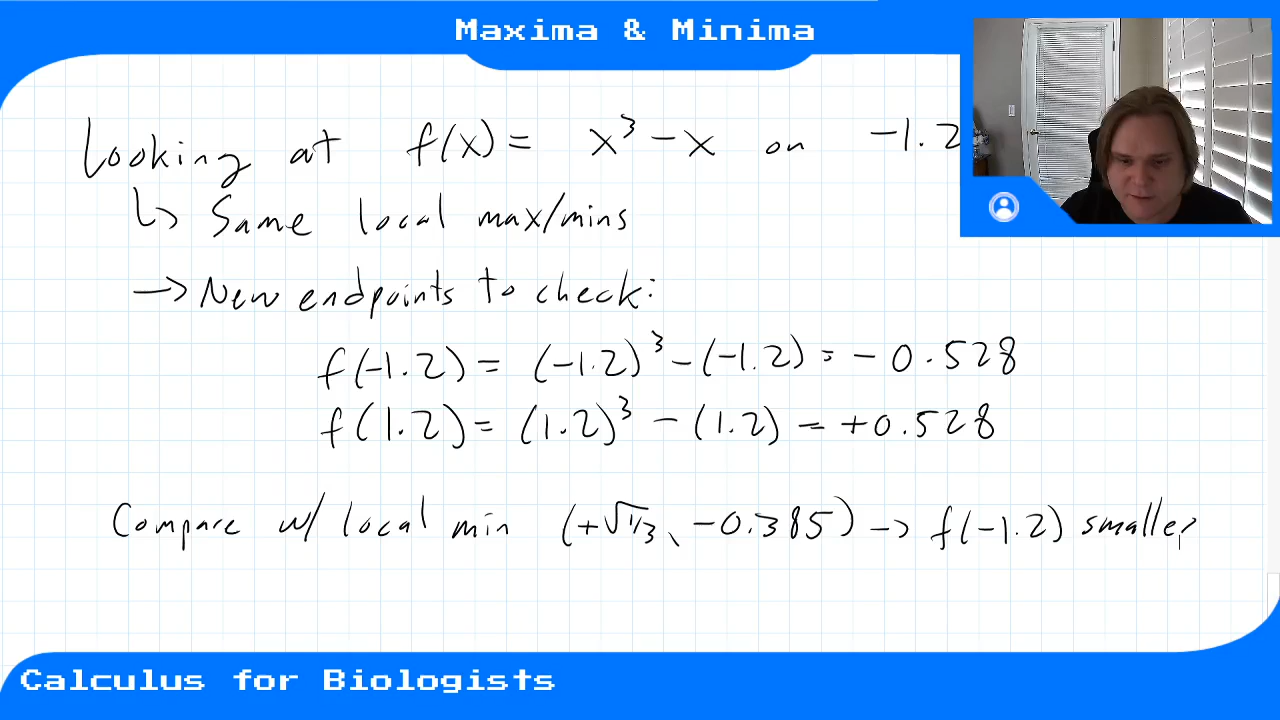 Maxima & Minima
Looking at f(x) = x³ - x on -1.2
↳ Same local max/mins
→ New endpoints to check:
f(-1.2) = (-1.2)³ - (-1.2) = -0.528
f(1.2) = (1.2)³ - (1.2) = +0.528
Compare w/ local min (+√1/3, -0.385) → f(-1.2) smaller
Calculus for Biologists